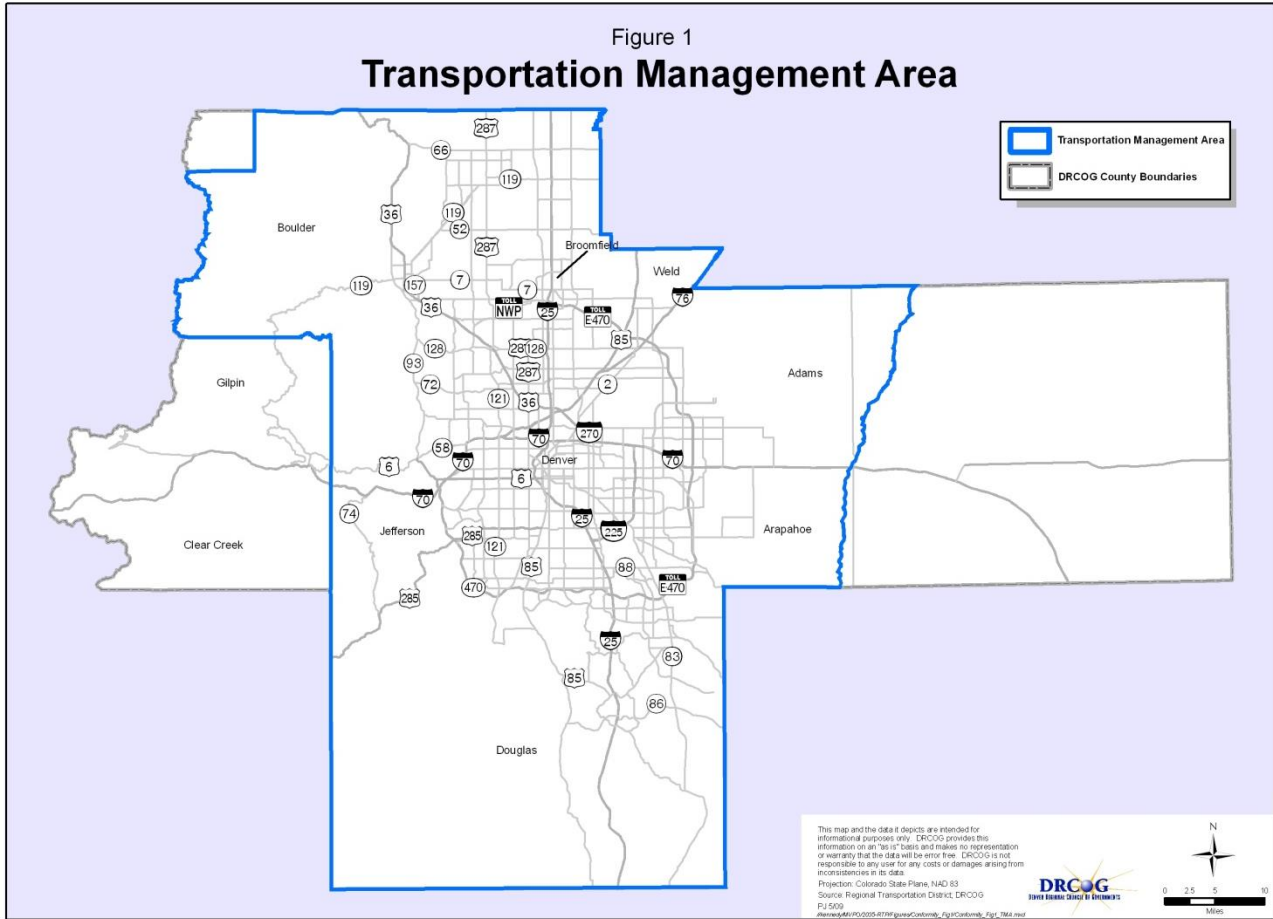 Figure 1
Transportation Management Area
Transportation Management Area
DRCOG County Boundaries
287
66
119
36
119
52
Boulder
287
Broomfield
Weld
119
157
7
7
76
36
TOLL
NWP
25
TOLL
E-470
85
128
287
128
93
287
Adams
Gilpin
72
2
121
36
70
270
58
70
Denver
70
6
6
70
74
25
225
Jefferson
285
121
Arapahoe
Clear Creek
85
88
470
TOLL
E-470
285
25
83
85
86
Douglas
This map and the data it depicts are intended for
informational purposes only. DRCOG provides this
information on an "as is" basis and makes no representation
or warranty that the data will be error free. DRCOG is not
responsible to any user for any costs or damages arising from
inconsistencies in its data.
Projection: Colorado State Plane, NAD 83
Source: Regional Transportation District; DRCOG
PJ 5/09
N
DRCOG
DENVER REGIONAL COUNCIL OF GOVERNMENTS
0 2.5 5 10
Miles